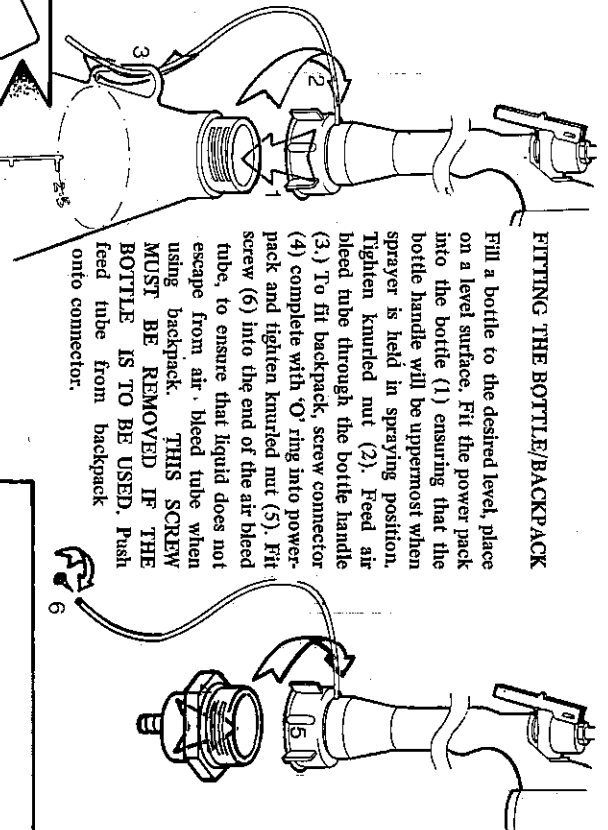 FITTING THE BOTTLE/BACKPACK
Fill a bottle to the desired level, place
on a level surface. Fit the power pack
into the bottle (1) ensuring that the
bottle handle will be uppermost when
sprayer is held in spraying position.
Tighten knurled nut (2). Feed air
bleed tube through the bottle handle
(3.) To fit backpack, screw connector
(4) complete with 'O' ring into power-
pack and tighten knurled nut (5). Fit
screw (6) into the end of the air bleed
tube, to ensure that liquid does not
escape from air bleed tube when
using backpack. THIS SCREW
MUST BE REMOVED IF THE
BOTTLE IS TO BE USED. Push
feed tube from backpack
onto connector.
2
1
3
2·5
5
6